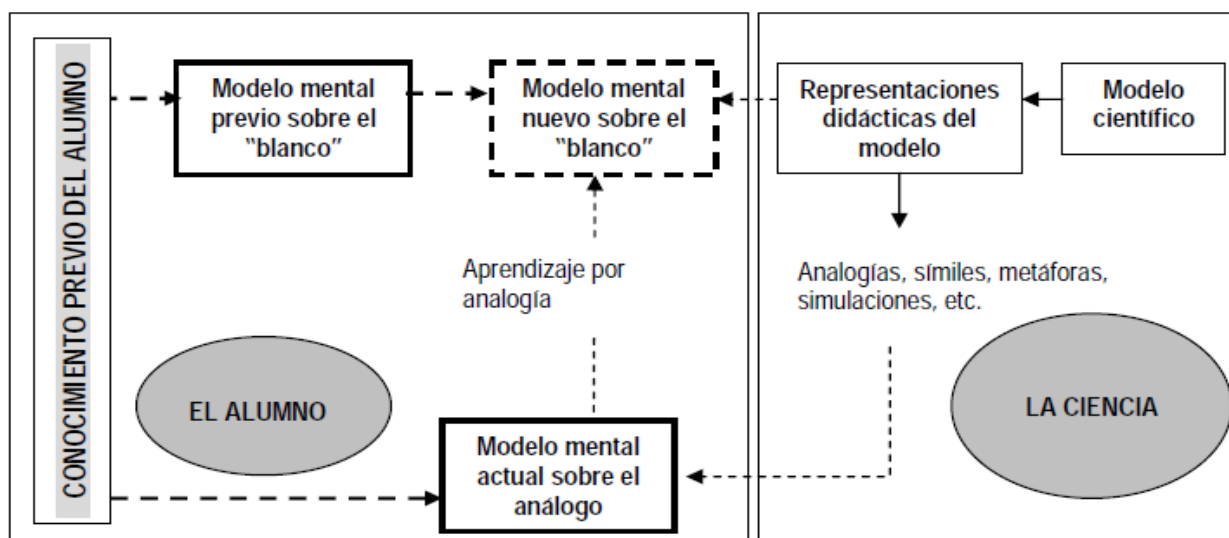 CONOCIMIENTO PREVIO DEL ALUMNO
Modelo mental
previo sobre el
"blanco"
Modelo mental
nuevo sobre el
"blanco"
Representaciones
didácticas del
modelo
Modelo
científico
Aprendizaje por
analogía
Analogías, símiles, metáforas,
simulaciones, etc.
EL ALUMNO
LA CIENCIA
Modelo mental
actual sobre el
análogo